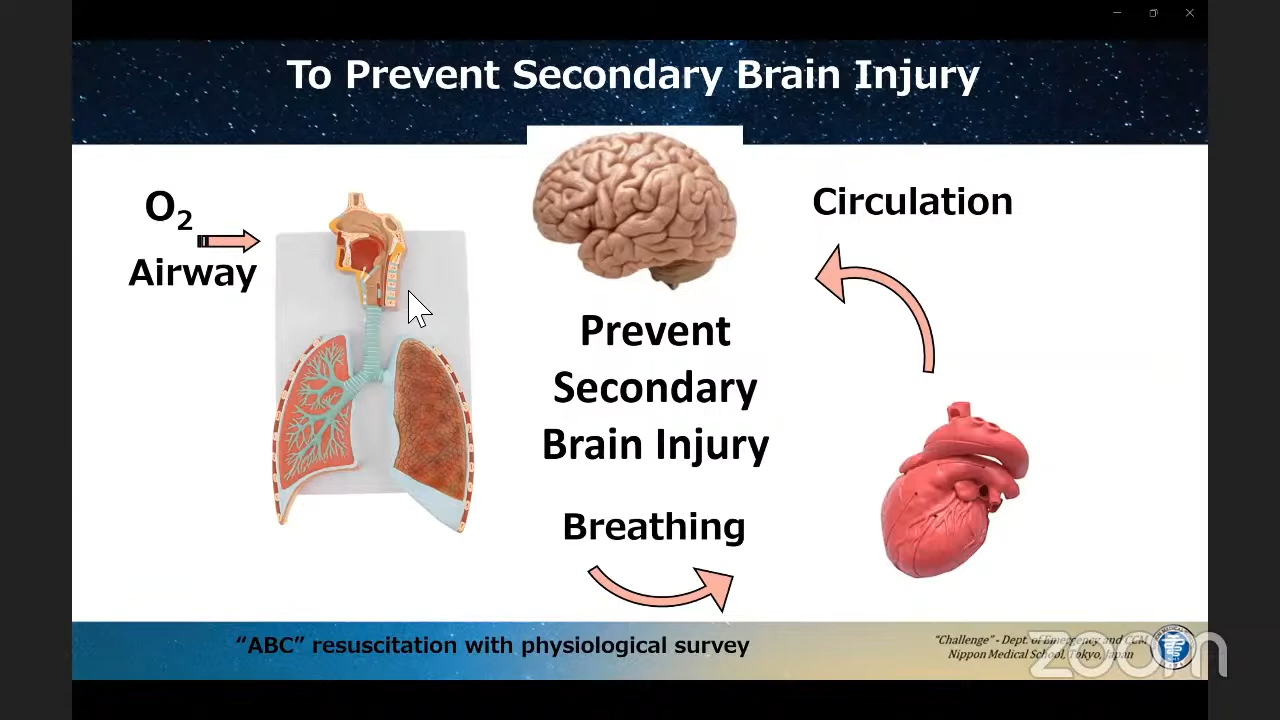 To Prevent Secondary Brain Injury
O2
Airway
Circulation
Prevent
Secondary
Brain Injury
Breathing
“ABC” resuscitation with physiological survey
“Challenge” - Dept. of Emergency and CCM
Nippon Medical School, Tokyo, Japan
zoom